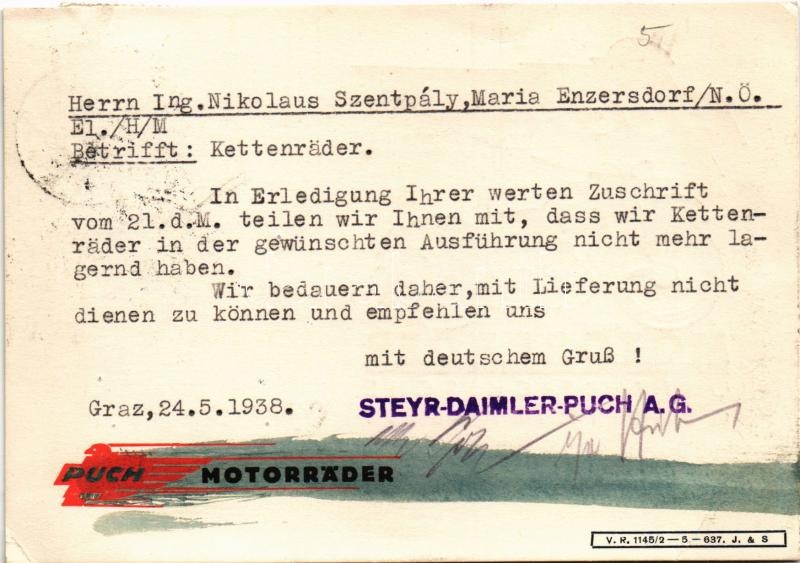 5
Herrn Ing.Nikolaus Szentpály,Maria Enzersdorf/N.Ö.
El./H/M
Betrifft: Kettenräder.
In Erledigung Ihrer werten Zuschrift
vom 21.d.M. teilen wir Ihnen mit, dass wir Ketten-
räder in der gewünschten Ausführung nicht mehr la-
gernd haben.
Wir bedauern daher,mit Lieferung nicht
dienen zu können und empfehlen uns
mit deutschem Gruß !
Graz,24.5.1938.
STEYR-DAIMLER-PUCH A.G.
PUCH MOTORRÄDER
V. R. 1145/2 — 5 — 637. J. & S